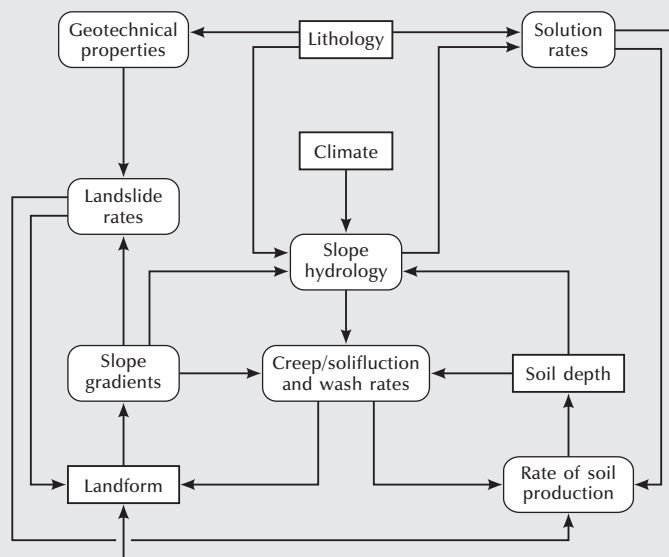 Geotechnical
properties
Lithology
Solution
rates
Climate
Landslide
rates
Slope
hydrology
Slope
gradients
Creep/solifluction
and wash rates
Soil depth
Landform
Rate of soil
production